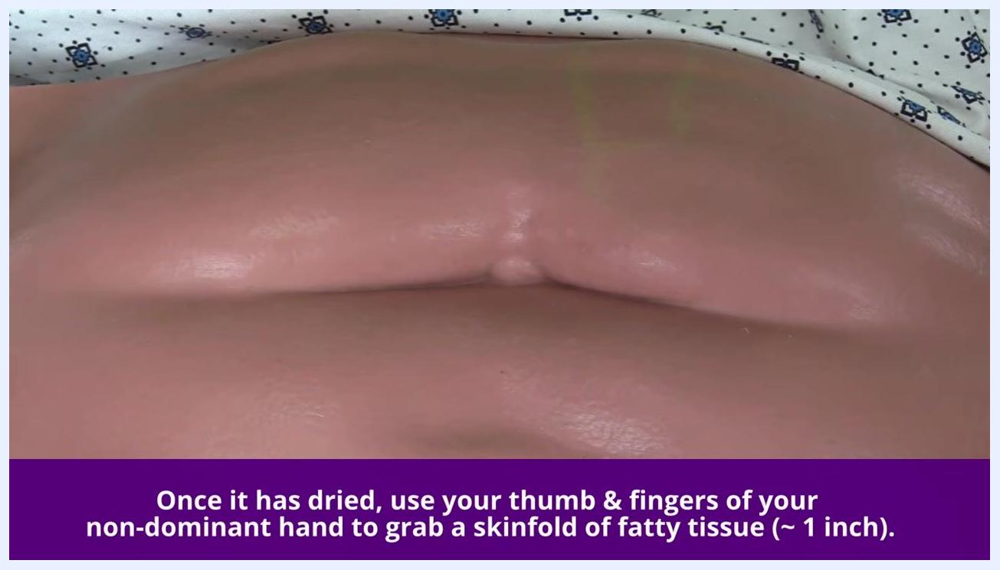 Once it has dried, use your thumb & fingers of your
non-dominant hand to grab a skinfold of fatty tissue (~ 1 inch).